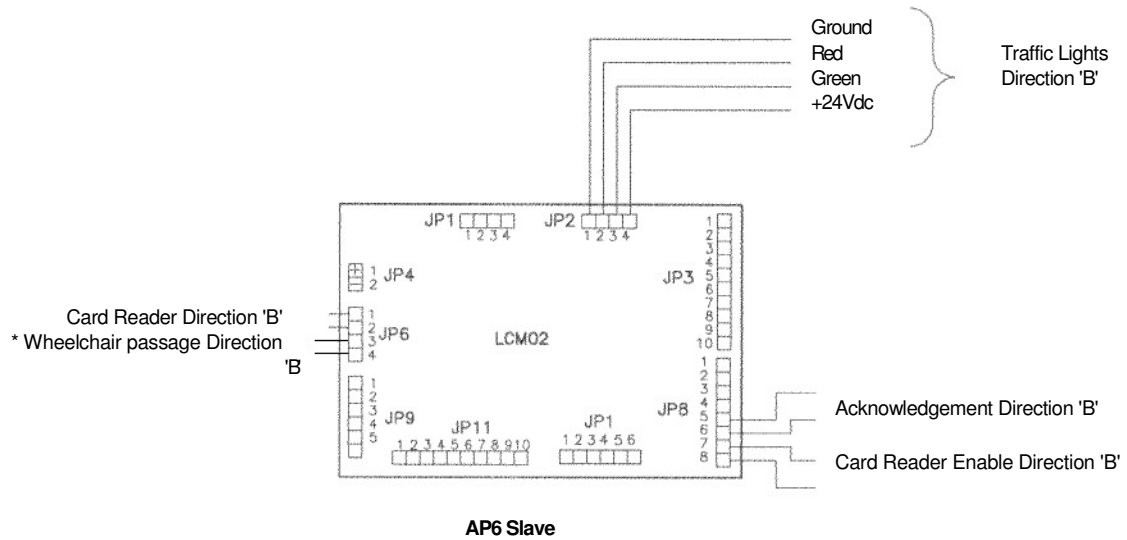 Ground
Red
Green
+24Vdc
Traffic Lights
Direction 'B'
JP1
1 2 3 4
JP2
1 2 3 4
1
2
3
4
5
6
7
8
9
10
JP3
+ 1
2
JP4
Card Reader Direction 'B'
* Wheelchair passage Direction
'B
1
2
3
4
JP6
LCM02
1
2
3
4
5
JP9
JP11
1 2 3 4 5 6 7 8 9 10
JP1
1 2 3 4 5 6
1
2
3
4
5
6
7
8
JP8
Acknowledgement Direction 'B'
Card Reader Enable Direction 'B'
AP6 Slave